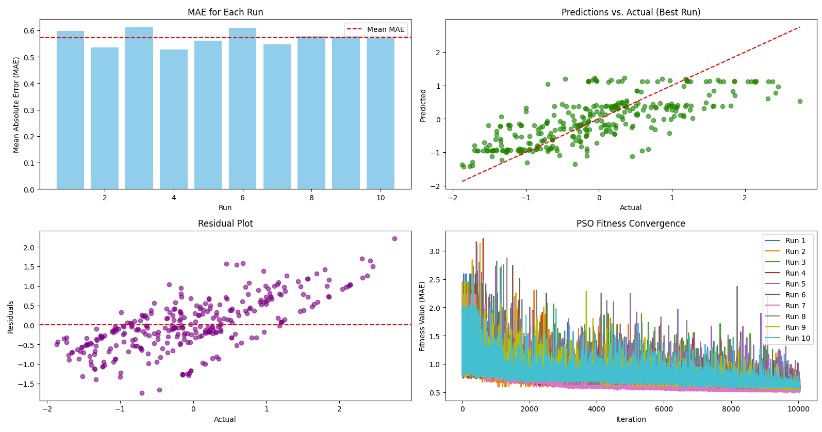 MAE for Each Run
Mean Absolute Error (MAE)
0.6
0.5
0.4
0.3
0.2
0.1
0.0
Mean MAE
2
4
6
8
10
Run
Predictions vs. Actual (Best Run)
Predicted
2
1
0
−1
−2
−2
−1
0
1
2
Actual
Residual Plot
Residuals
2.0
1.5
1.0
0.5
0.0
−0.5
−1.0
−1.5
−2
−1
0
1
2
Actual
PSO Fitness Convergence
Fitness Value (MAE)
3.0
2.5
2.0
1.5
1.0
0.5
Run 1
Run 2
Run 3
Run 4
Run 5
Run 6
Run 7
Run 8
Run 9
Run 10
0
2000
4000
6000
8000
10000
Iteration